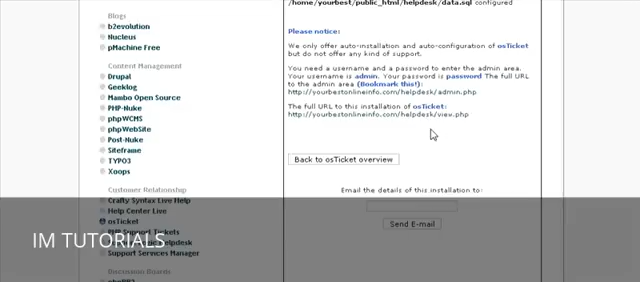 Blogs
b2evolution
Nucleus
pMachine Free
Content Management
Drupal
Geeklog
Mambo Open Source
PHP-Nuke
phpWCMS
phpWebSite
Post-Nuke
Siteframe
TYPO3
Xoops
Customer Relationship
Crafty Syntax Live Help
Help Center Live
osTicket
PHP Support Tickets
Helpdesk
Support Services Manager
Discussion Boards
/home/yourbest/public_html/helpdesk/data.sql configured
Please notice:
We only offer auto-installation and auto-configuration of osTicket
but do not offer any kind of support.
You need a username and a password to enter the admin area.
Your username is admin. Your password is password The full URL
to the admin area (Bookmark this!):
http://yourbestonlineinfo.com/helpdesk/admin.php
The full URL to this installation of osTicket:
http://yourbestonlineinfo.com/helpdesk/view.php
Back to osTicket overview
Email the details of this installation to:
Send E-mail
IM TUTORIALS